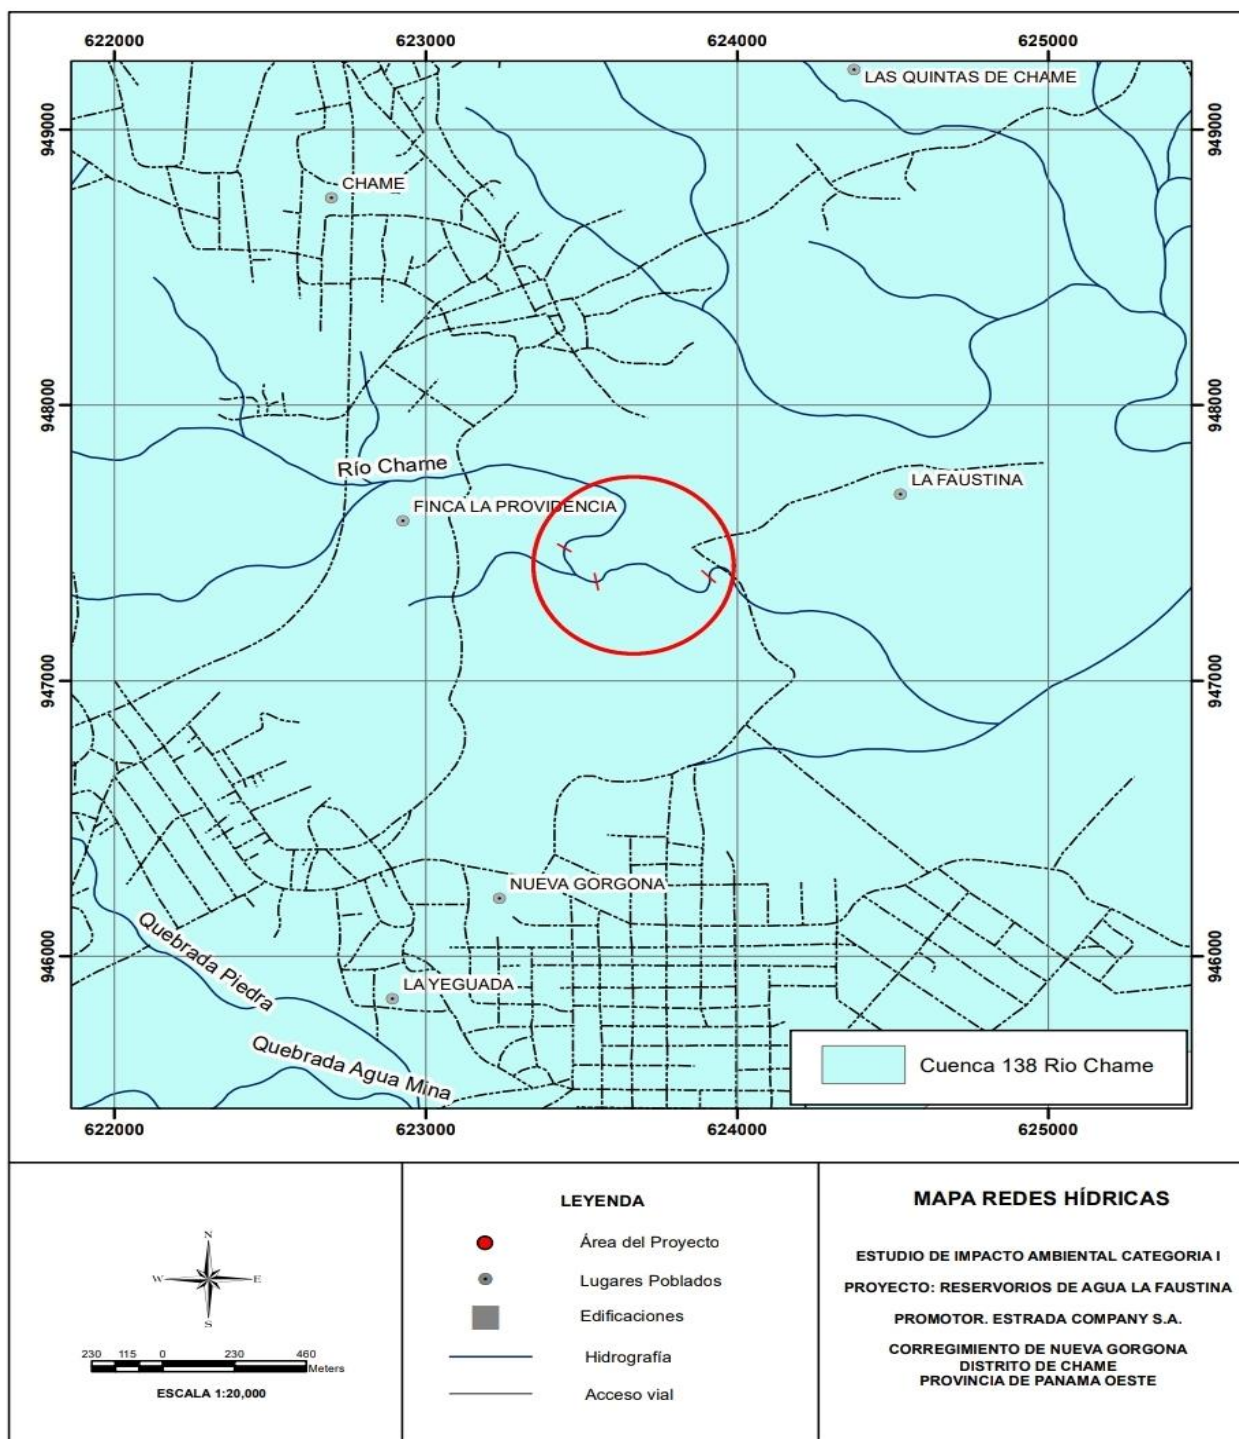 622000 623000 624000 625000
LAS QUINTAS DE CHAME
949000 949000
CHAME
948000 948000
Río Chame
LA FAUSTINA
FINCA LA PROVIDENCIA
947000 947000
NUEVA GORGONA
Quebrada Piedra
946000 946000
LA YEGUADA
Quebrada Agua Mina
Cuenca 138 Rio Chame
622000 623000 624000 625000
N
W E
S
230 115 0 230 460
Meters
ESCALA 1:20,000
LEYENDA
Área del Proyecto
Lugares Poblados
Edificaciones
Hidrografía
Acceso vial
MAPA REDES HÍDRICAS
ESTUDIO DE IMPACTO AMBIENTAL CATEGORIA I
PROYECTO: RESERVORIOS DE AGUA LA FAUSTINA
PROMOTOR. ESTRADA COMPANY S.A.
CORREGIMIENTO DE NUEVA GORGONA
DISTRITO DE CHAME
PROVINCIA DE PANAMA OESTE